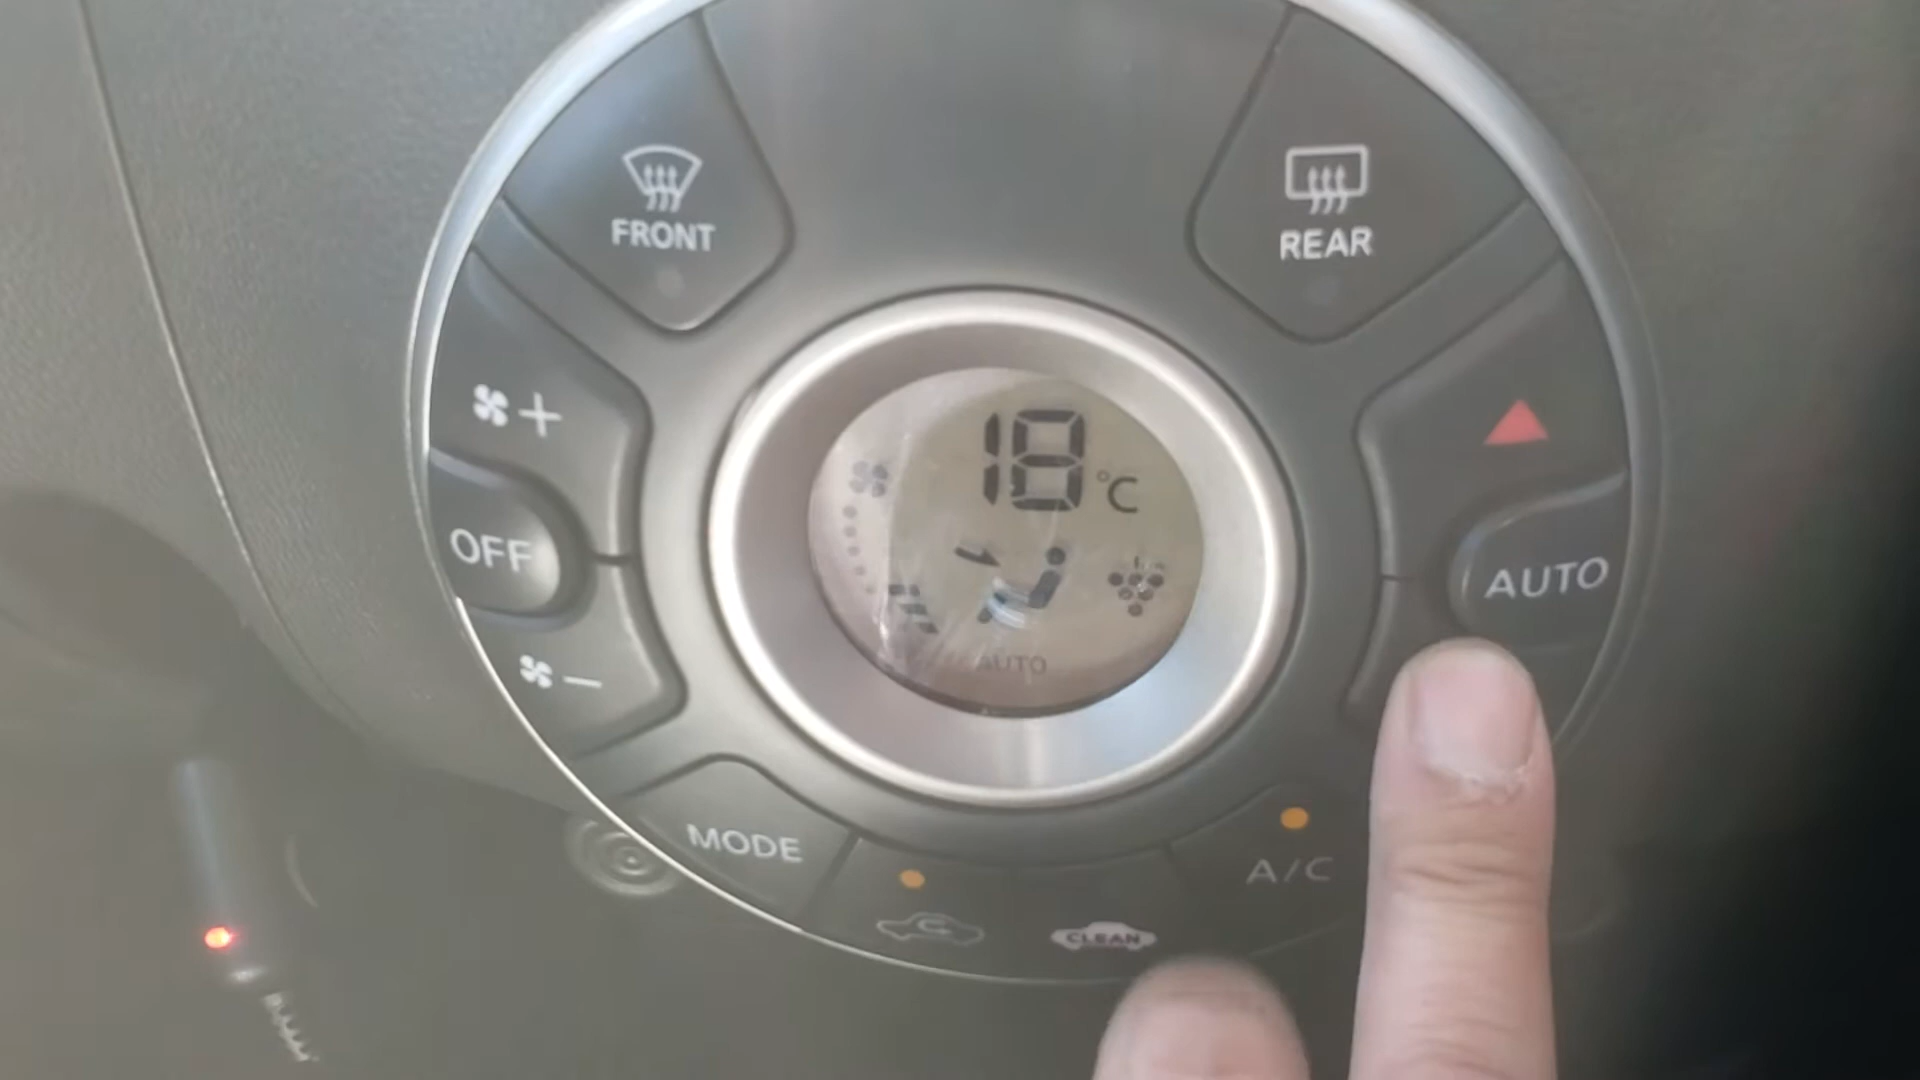 FRONT
REAR
18 °C
+
OFF
AUTO
AUTO
—
MODE
A/C
CLEAN